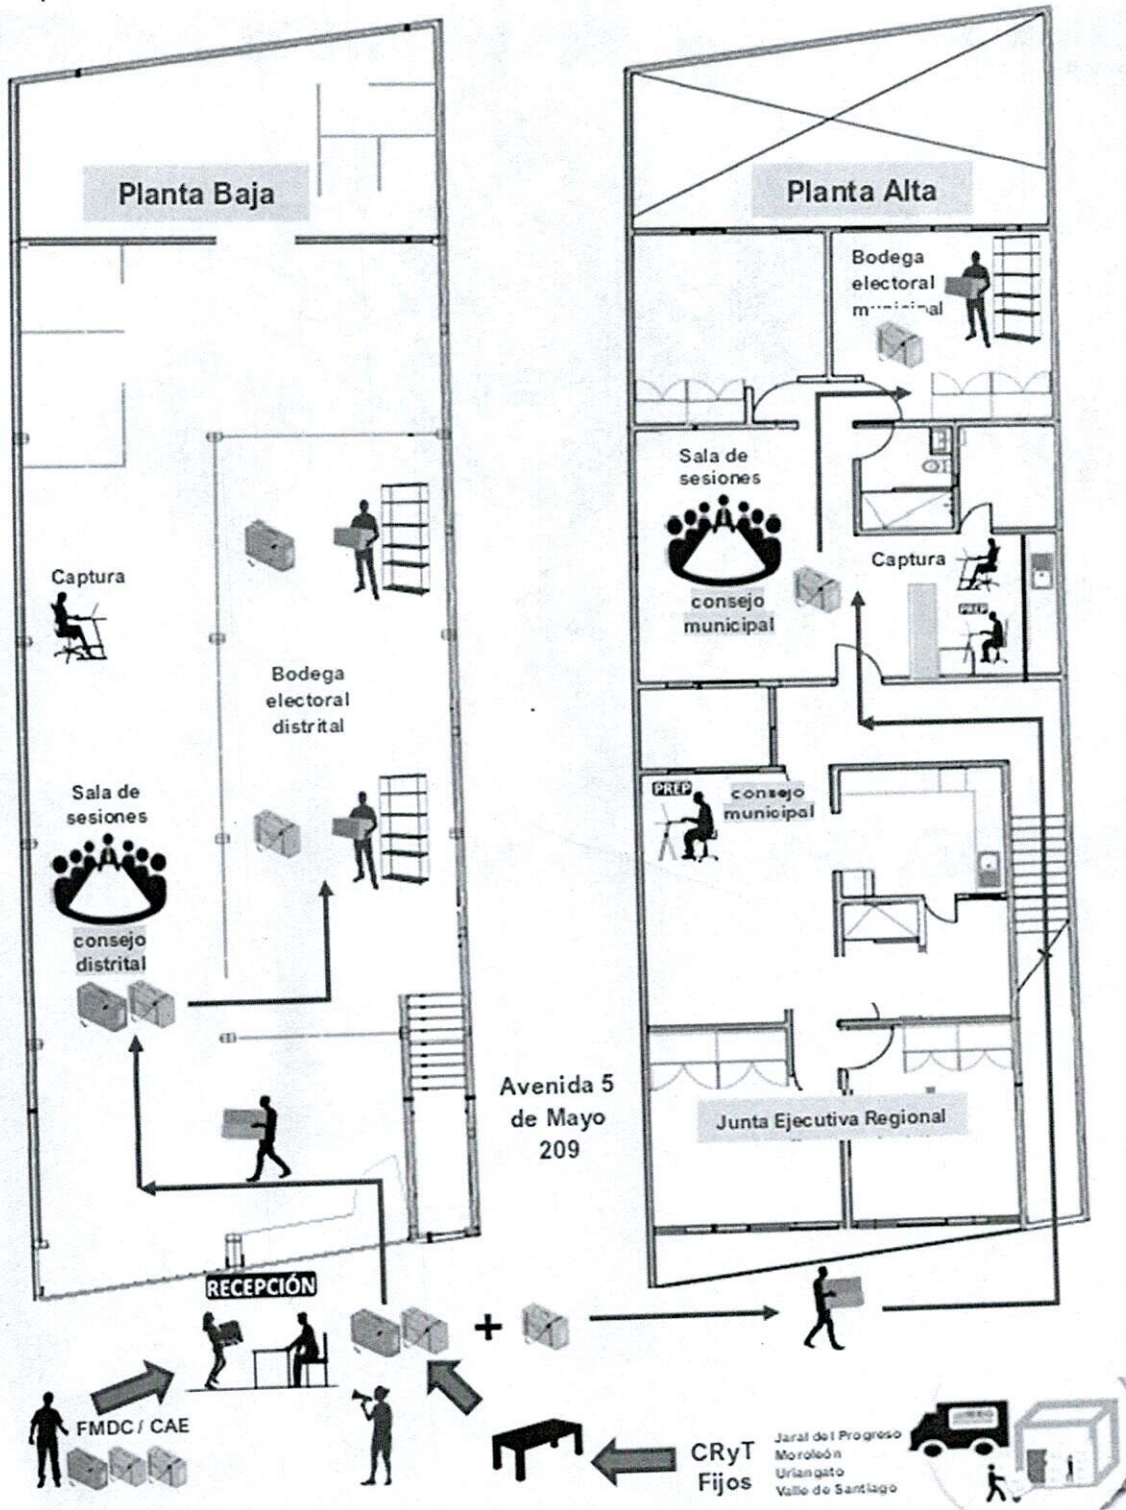 Planta Baja
Planta Alta
Bodega
electoral
municipal
Sala de
sesiones
consejo
municipal
Captura
PREP
Captura
Bodega
electoral
distrital
PREP
consejo
municipal
Sala de
sesiones
consejo
distrital
Avenida 5
de Mayo
209
Junta Ejecutiva Regional
RECEPCIÓN
+
FMDC / CAE
CRyT
Fijos
Jaral del Progreso
Moroleón
Uriangato
Valle de Santiago